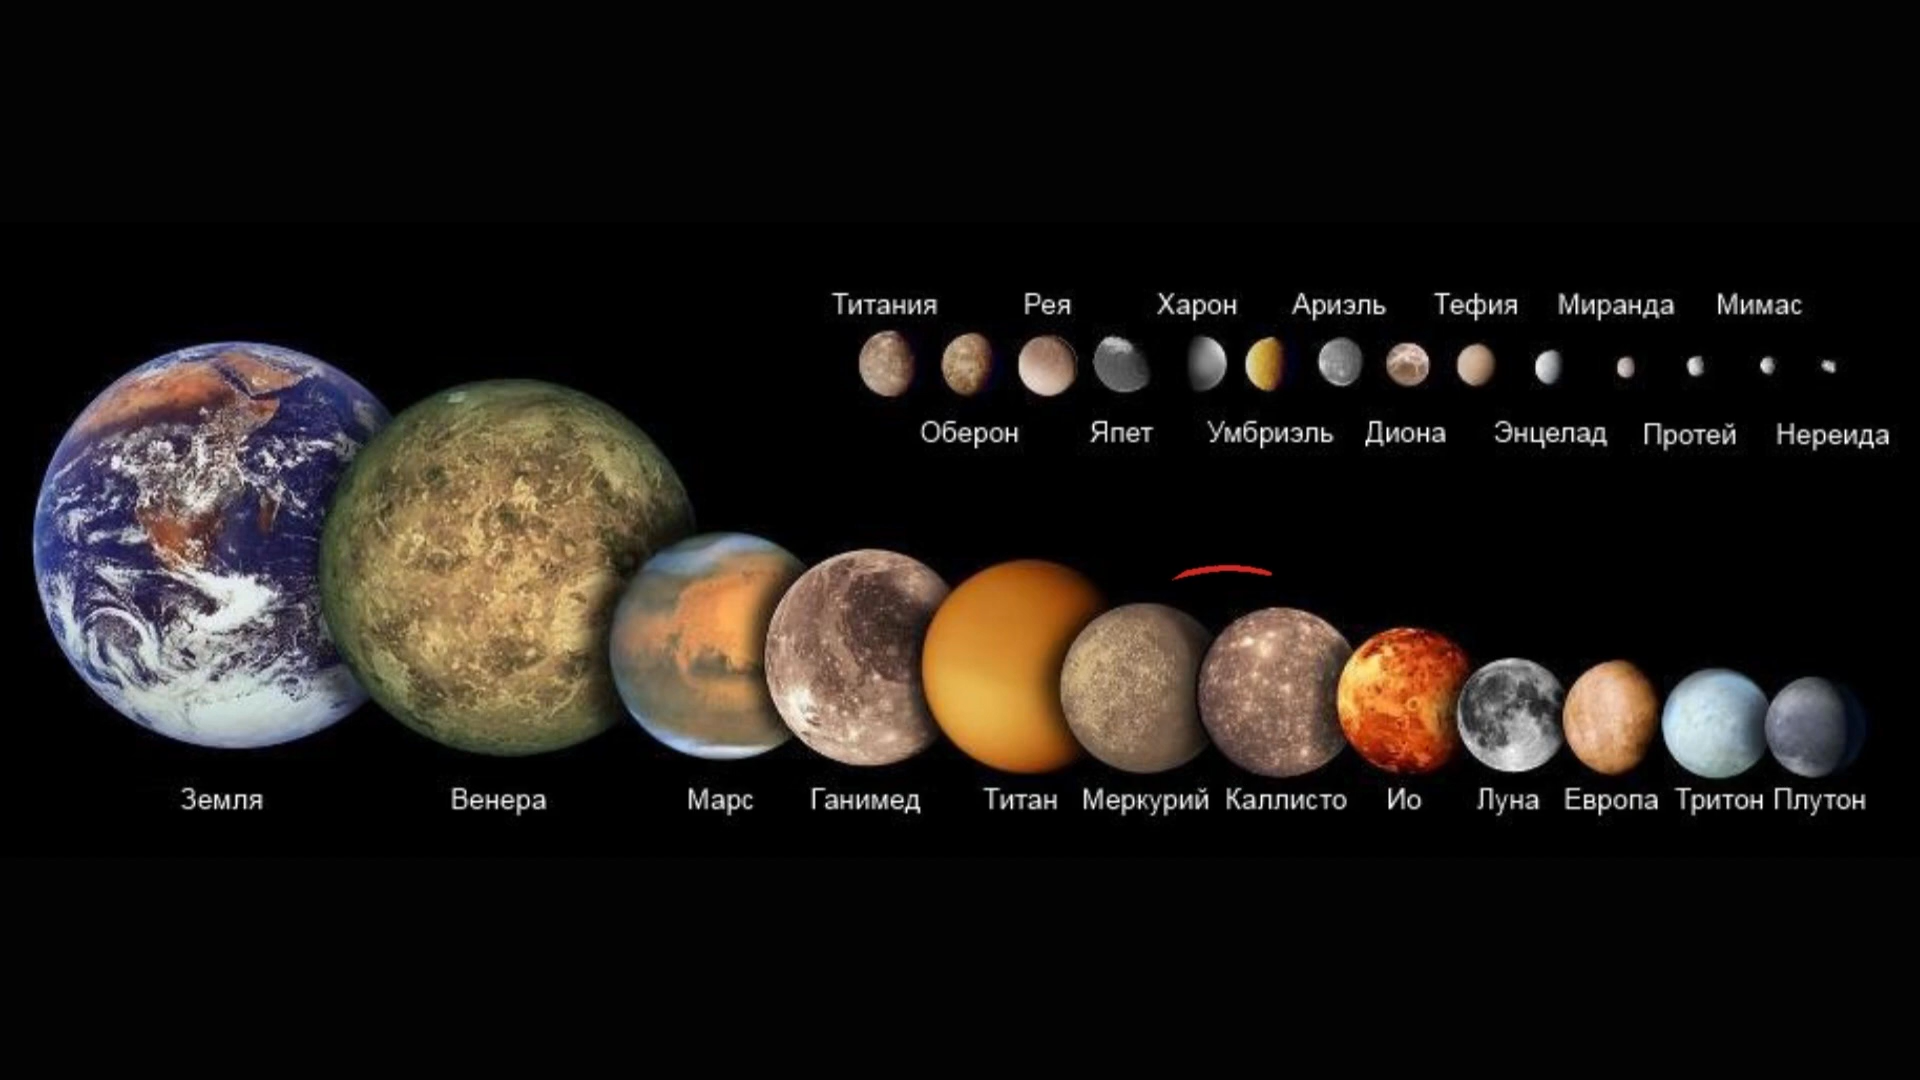 Титания Рея Харон Ариэль Тефия Миранда Мимас
Оберон Япет Умбриэль Диона Энцелад Протей Нереида
Земля Венера Марс Ганимед Титан Меркурий Каллисто Ио Луна Европа Тритон Плутон